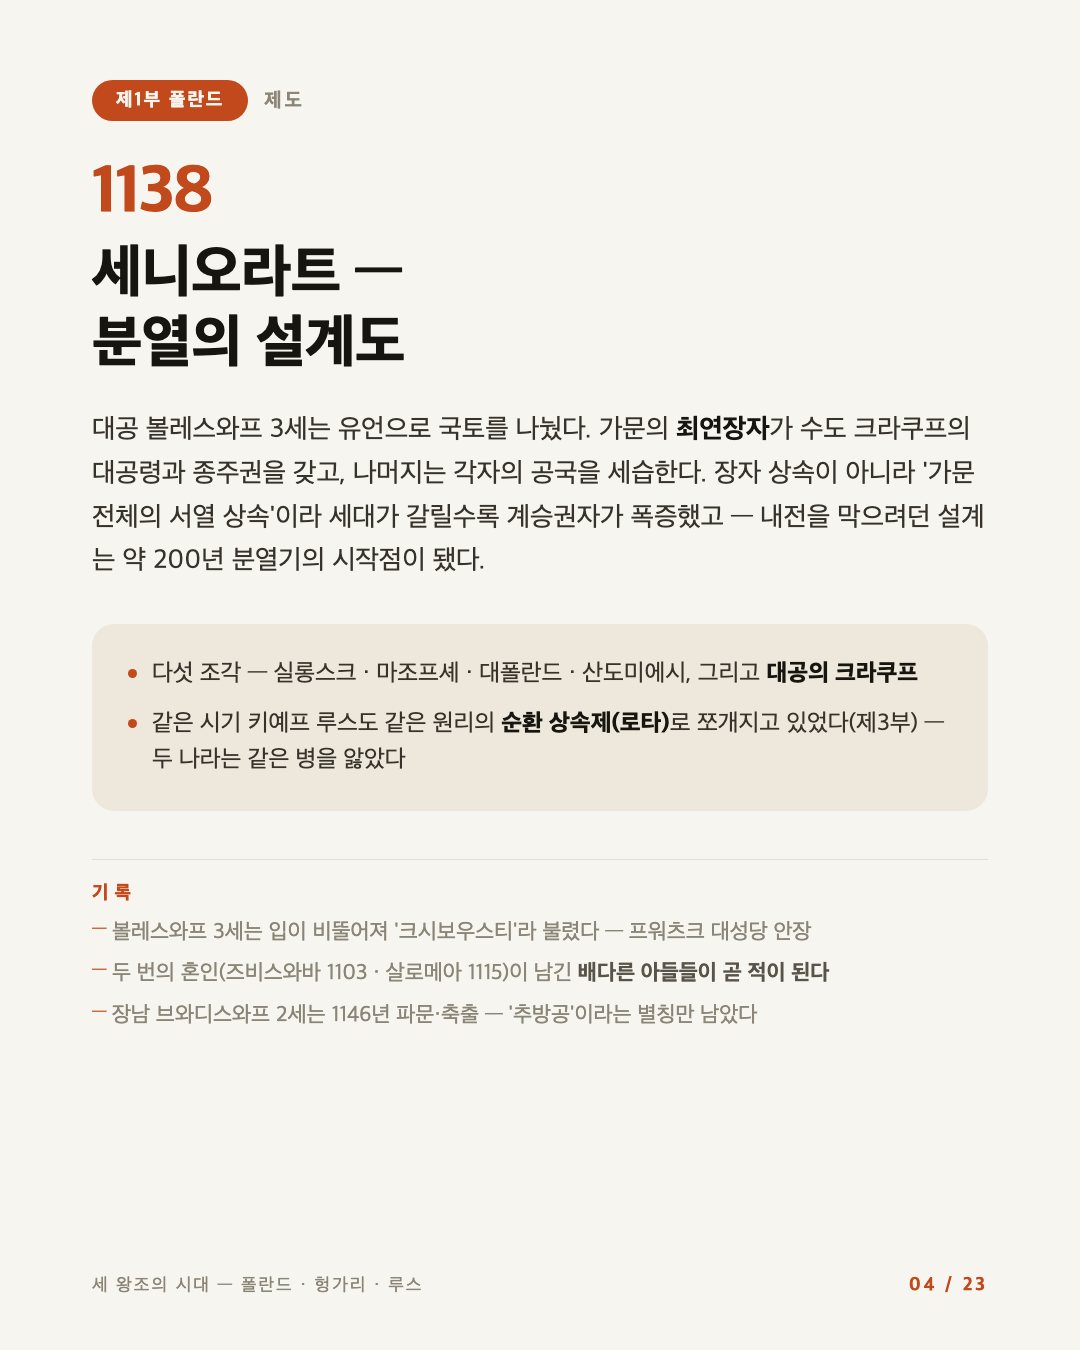 제1부 폴란드 제도
1138
세니오라트 —
분열의 설계도
대공 볼레스와프 3세는 유언으로 국토를 나눴다. 가문의 최연장자가 수도 크라쿠프의
대공령과 종주권을 갖고, 나머지는 각자의 공국을 세습한다. 장자 상속이 아니라 '가문
전체의 서열 상속'이라 세대가 갈릴수록 계승권자가 폭증했고 — 내전을 막으려던 설계
는 약 200년 분열기의 시작점이 됐다.
• 다섯 조각 — 실롱스크 · 마조프셰 · 대폴란드 · 산도미에시, 그리고 대공의 크라쿠프
• 같은 시기 키예프 루스도 같은 원리의 순환 상속제(로타)로 쪼개지고 있었다(제3부) —
두 나라는 같은 병을 앓았다
기록
— 볼레스와프 3세는 입이 비뚤어져 '크시보우스티'라 불렸다 — 프워츠크 대성당 안장
— 두 번의 혼인(즈비스와바 1103 · 살로메아 1115)이 남긴 배다른 아들들이 곧 적이 된다
— 장남 브와디스와프 2세는 1146년 파문·축출 — '추방공'이라는 별칭만 남았다
세 왕조의 시대 — 폴란드 · 헝가리 · 루스
04 / 23